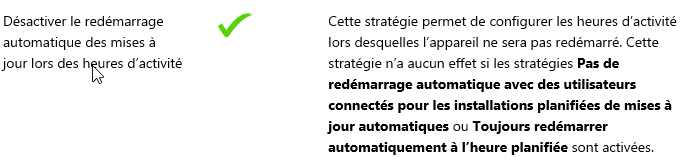 Désactiver le redémarrage
automatique des mises à
jour lors des heures d’activité
Cette stratégie permet de configurer les heures d’activité
lors desquelles l’appareil ne sera pas redémarré. Cette
stratégie n’a aucun effet si les stratégies Pas de
redémarrage automatique avec des utilisateurs
connectés pour les installations planifiées de mises à
jour automatiques ou Toujours redémarrer
automatiquement à l’heure planifiée sont activées.